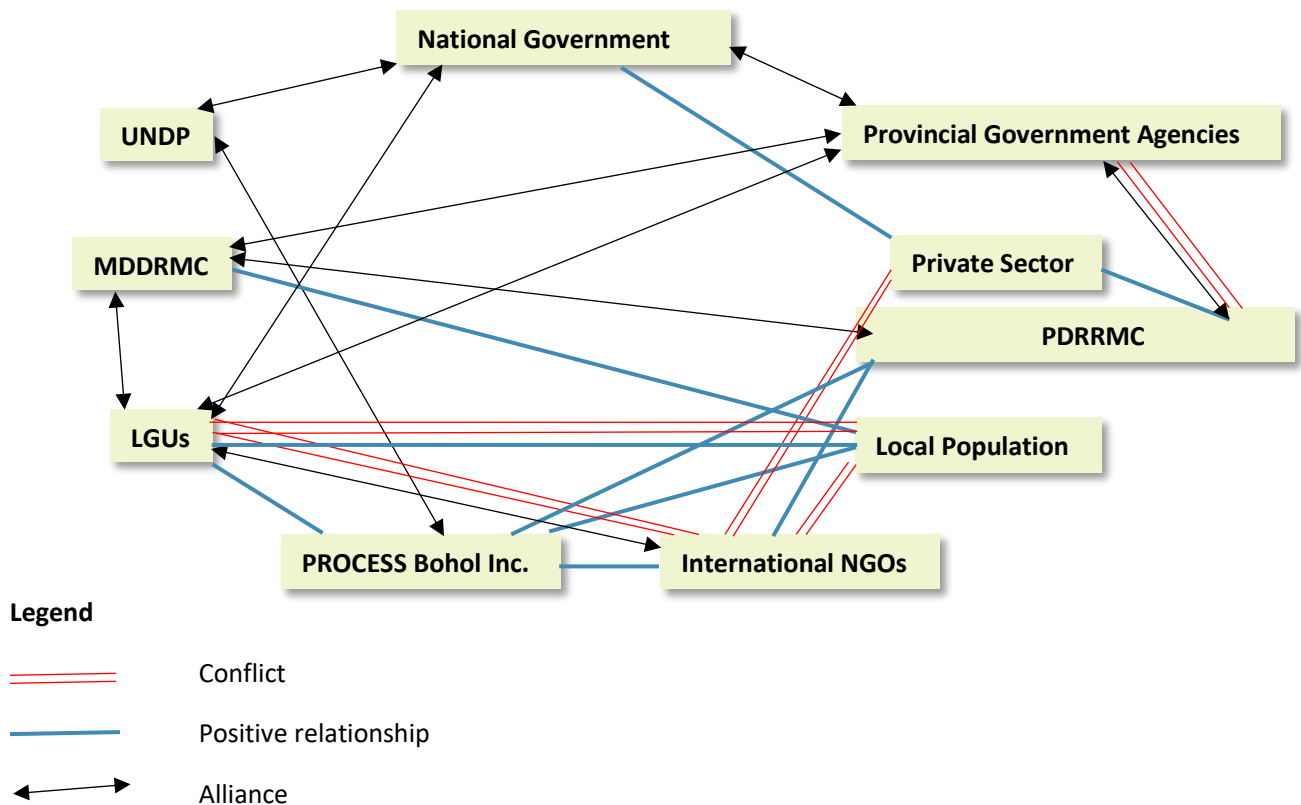 National Government
UNDP
Provincial Government Agencies
MDDRMC
Private Sector
PDRRMC
LGUs
Local Population
PROCESS Bohol Inc.
International NGOs
Legend
Conflict
Positive relationship
Alliance